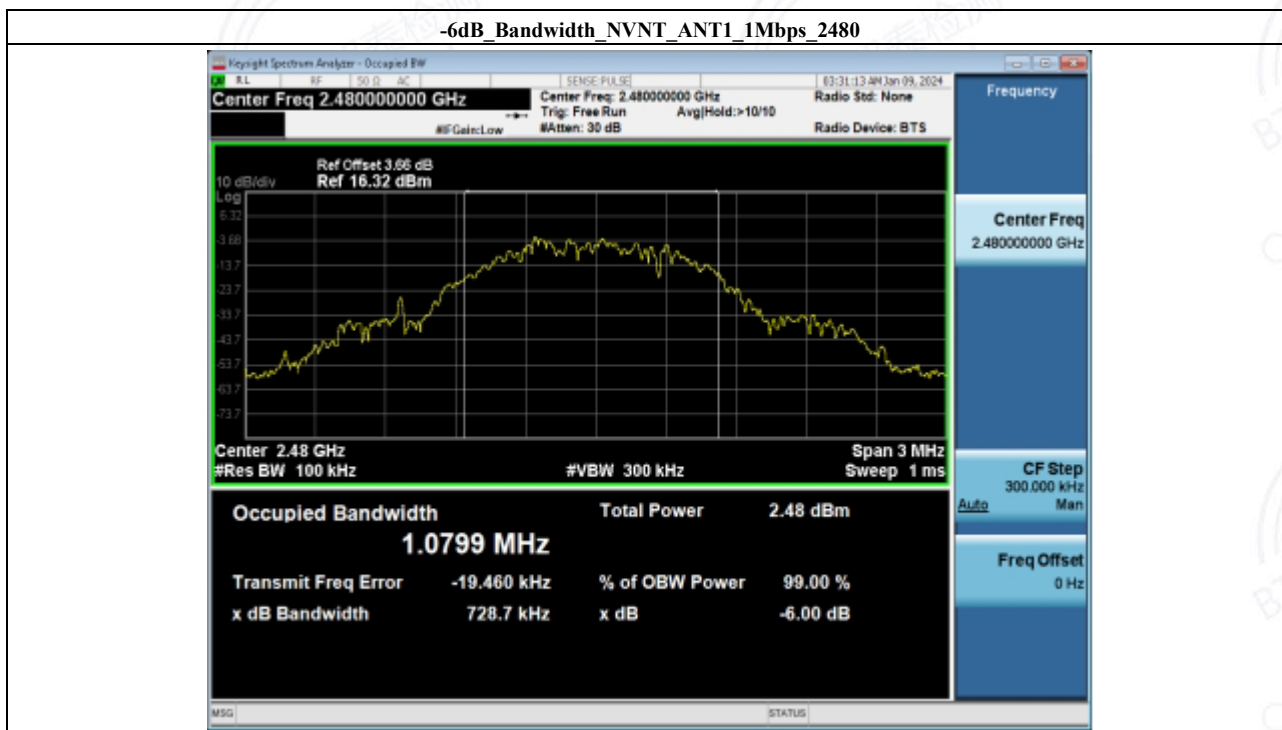 -6dB_Bandwidth_NVNT_ANT1_1Mbps_2480
Keysight Spectrum Analyzer - Occupied BW
RL RF 50 Ω AC SENSE:PULSE 03:31:13 AM Jan 09, 2024
Center Freq 2.480000000 GHz
Center Freq: 2.480000000 GHz
Radio Std: None
Trig: Free Run Avg|Hold:>10/10
#IFGain:Low #Atten: 30 dB Radio Device: BTS
Frequency
Ref Offset 3.66 dB
10 dB/div Ref 16.32 dBm
Log
6.32
-3.68
-13.7
-23.7
-33.7
-43.7
-53.7
-63.7
-73.7
Center 2.48 GHz Span 3 MHz
#Res BW 100 kHz #VBW 300 kHz Sweep 1 ms
Occupied Bandwidth Total Power 2.48 dBm
1.0799 MHz
Transmit Freq Error -19.460 kHz % of OBW Power 99.00 %
x dB Bandwidth 728.7 kHz x dB -6.00 dB
Center Freq
2.480000000 GHz
CF Step
300.000 kHz
Auto Man
Freq Offset
0 Hz
MSG STATUS